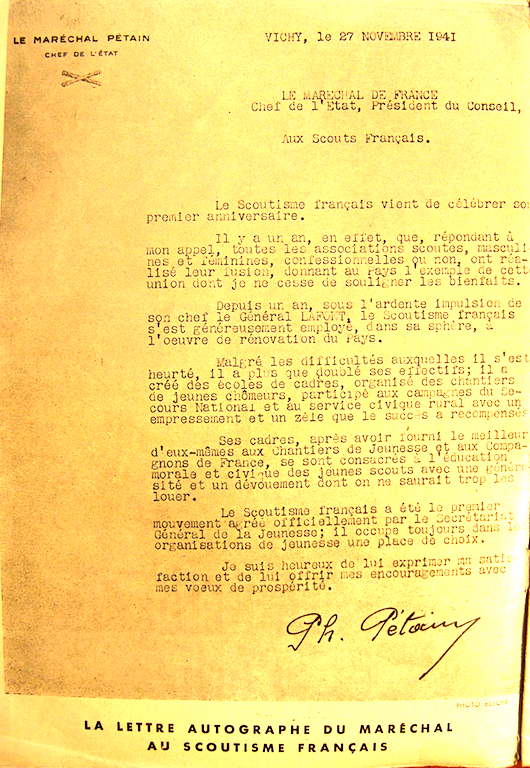 LE MARÉCHAL PÉTAIN
CHEF DE L'ÉTAT
VICHY, le 27 NOVEMBRE 1941
LE MARECHAL DE FRANCE
Chef de l'Etat, Président du Conseil,
Aux Scouts Français.
Le Scoutisme français vient de célébrer so
premier anniversaire.
Il y a un an, en effet, que, répondant à
mon appel, toutes les associations scoutes, masculi
nes et féminines, confessionnelles ou non, ont réa-
lisé leur fusion, donnant au Pays l'exemple de cett
union dont je ne cesse de souligner les bienfaits.
Depuis un an, sous l'ardente impulsion de
son chef le Général LAFONT, le Scoutisme français
s'est généreusement employé, dans sa sphère, à
l'oeuvre de rénovation du Pays.
Malgré les difficultés auxquelles il s'est
heurté, il a plus que doublé ses effectifs; il a
créé des écoles de cadres, organisé des chantiers
de jeunes chômeurs, participé aux campagnes du Se-
cours National et au service civique rural avec un
empressement et un zèle que le succès a récompensés
Ses cadres, après avoir fourni le meilleur
d'eux-mêmes aux Chantiers de Jeunesse et aux Compa-
gnons de France, se sont consacrés à l'éducation
morale et civique des jeunes scouts avec une généro
sité et un dévouement dont on ne saurait trop les
louer.
Le Scoutisme français a été le premier
mouvement agréé officiellement par le Secrétariat
Général de la Jeunesse; il occupe toujours dans l
organisations de jeunesse une place de choix.
Je suis heureux de lui exprimer ma satis
faction et de lui offrir mes encouragements avec
mes voeux de prospérité.
Ph. Pétain
PHOTO
LA LETTRE AUTOGRAPHE DU MARÉCHAL
AU SCOUTISME FRANÇAIS